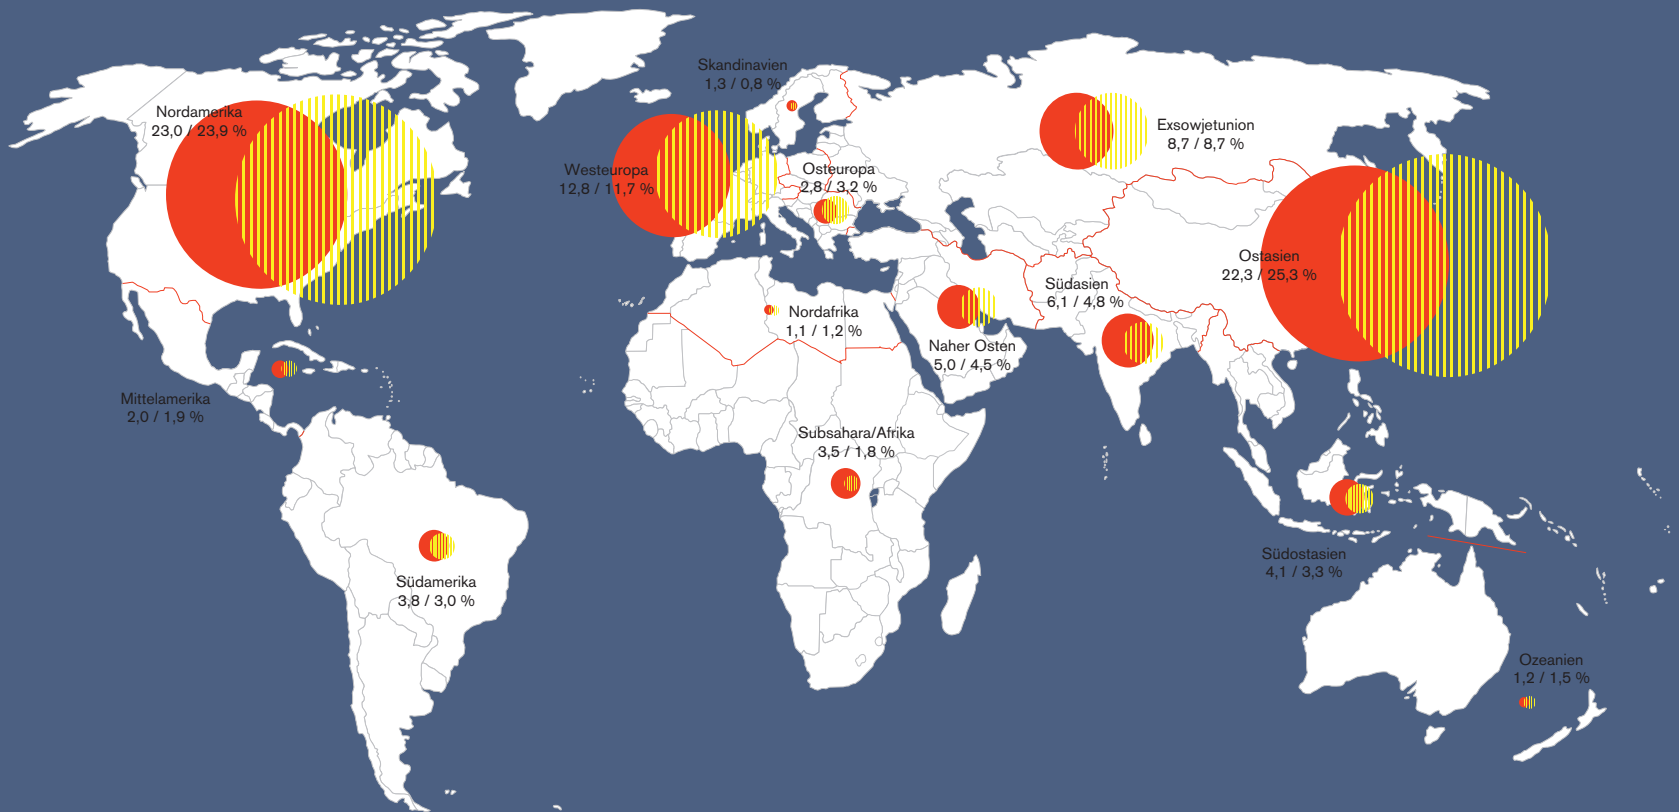 Skandinavien
1,3 / 0,8 %
Nordamerika
23,0 / 23,9 %
Exsowjetunion
8,7 / 8,7 %
Westeuropa
12,8 / 11,7 %
Osteuropa
2,8 / 3,2 %
Ostasien
22,3 / 25,3 %
Südasien
6,1 / 4,8 %
Nordafrika
1,1 / 1,2 %
Naher Osten
5,0 / 4,5 %
Mittelamerika
2,0 / 1,9 %
Subsahara/Afrika
3,5 / 1,8 %
Südostasien
4,1 / 3,3 %
Südamerika
3,8 / 3,0 %
Ozeanien
1,2 / 1,5 %